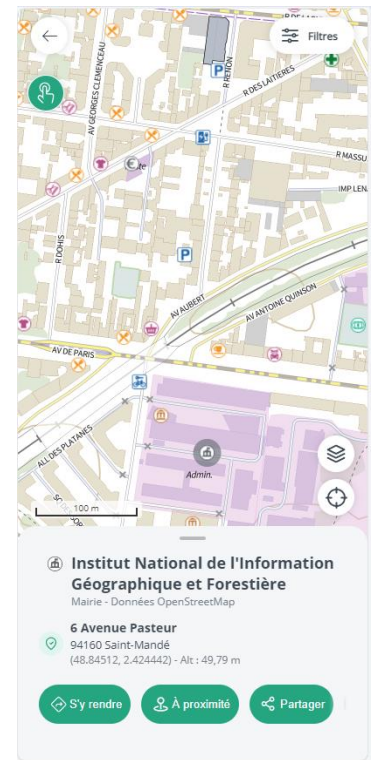 Filtres
R RENON
R DES LAITIERES
AV GEORGES CLEMENCEAU
P
R MASSU
IMP LEN
R DOHIS
P
AV AUBERT
AV ANTOINE QUINSON
AV DE PARIS
ALL DES PLATANES
Admin.
100 m
Institut National de l'Information
Géographique et Forestière
Mairie - Données OpenStreetMap
6 Avenue Pasteur
94160 Saint-Mandé
(48.84512, 2.424442) - Alt : 49,79 m
S'y rendre
À proximité
Partager